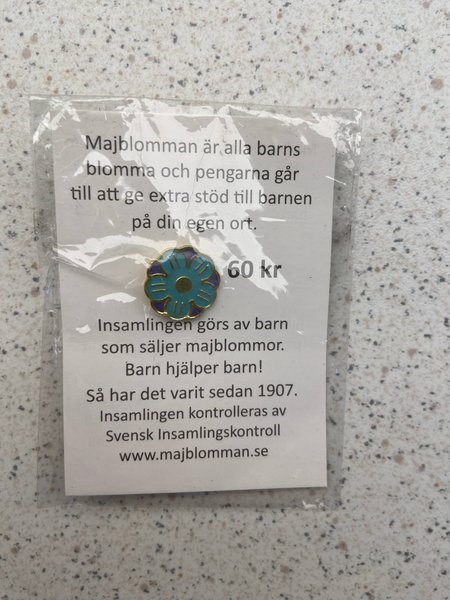 Majblomman är alla barns
blomma och pengarna går
till att ge extra stöd till barnen
på din egen ort.
60 kr
Insamlingen görs av barn
som säljer majblommor.
Barn hjälper barn!
Så har det varit sedan 1907.
Insamlingen kontrolleras av
Svensk Insamlingskontroll
www.majblomman.se